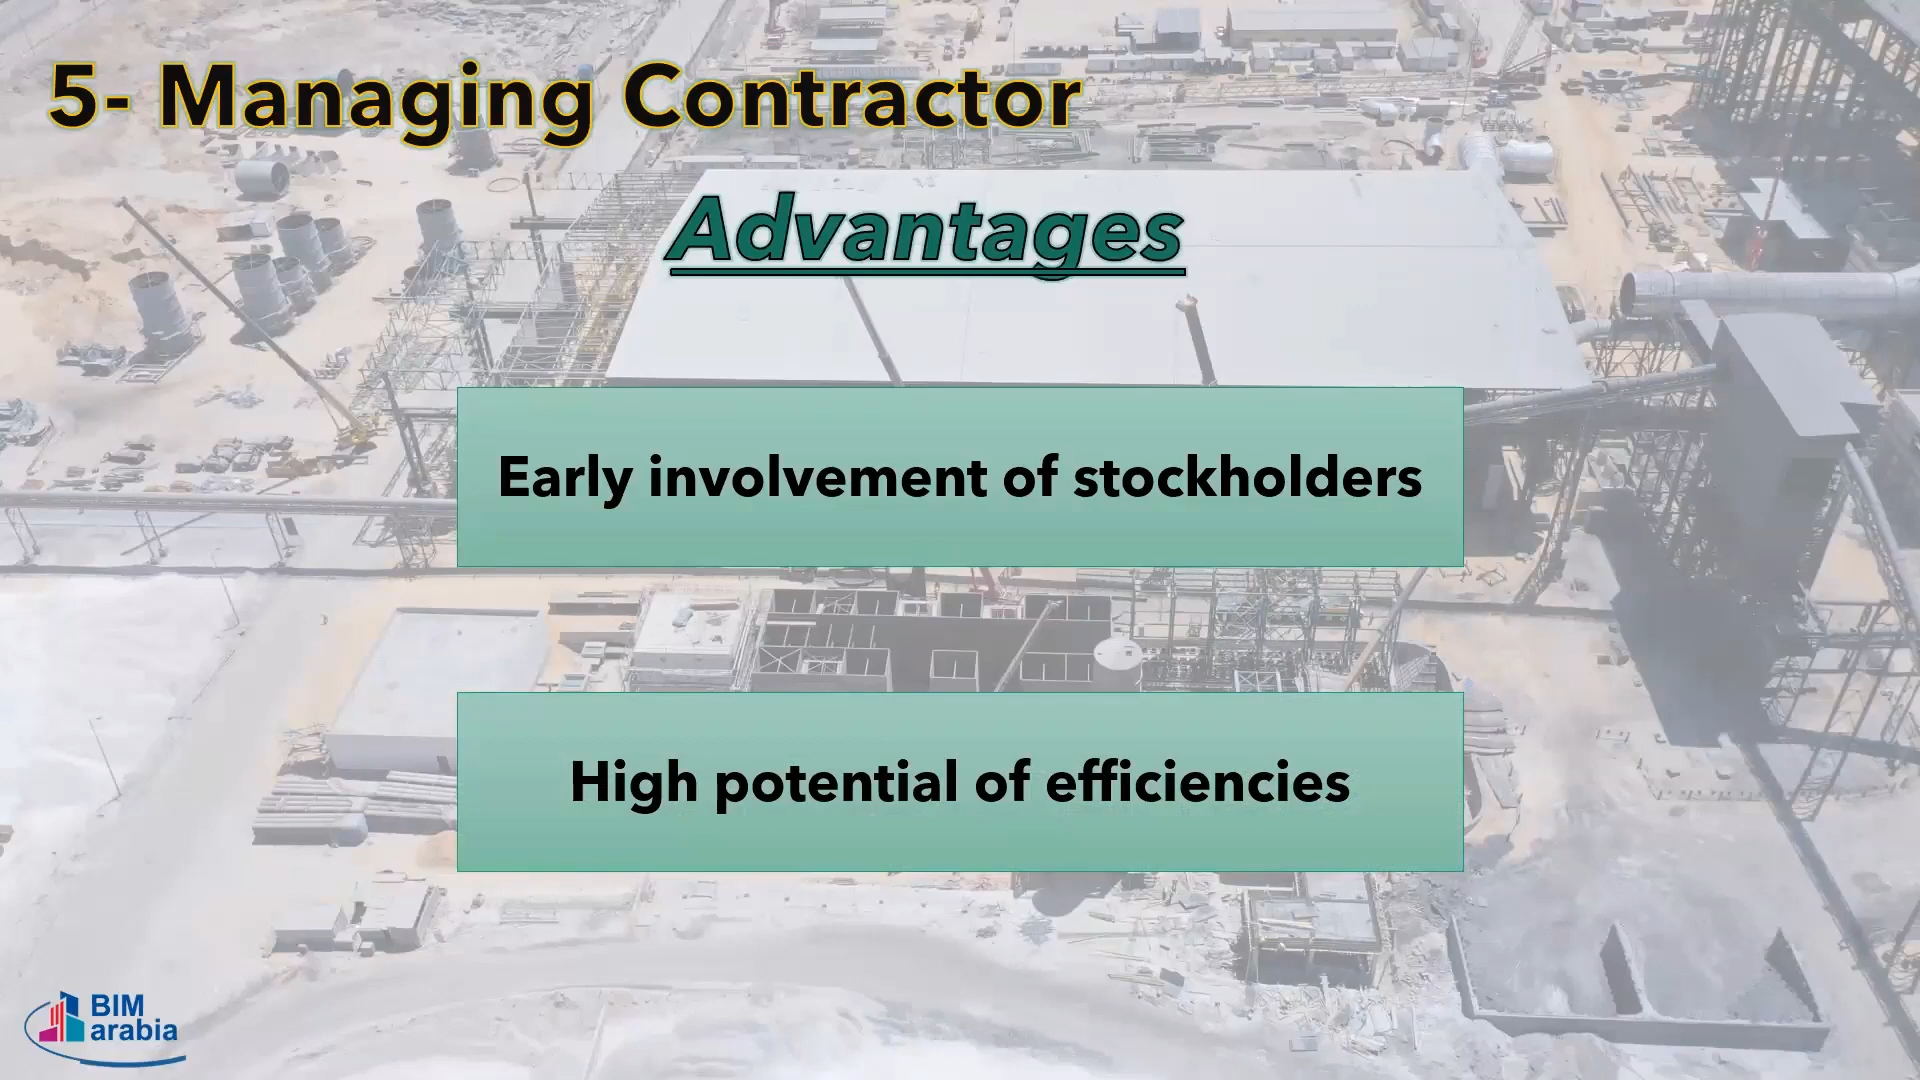 5- Managing Contractor
Advantages
Early involvement of stockholders
High potential of efficiencies
BIM
arabia